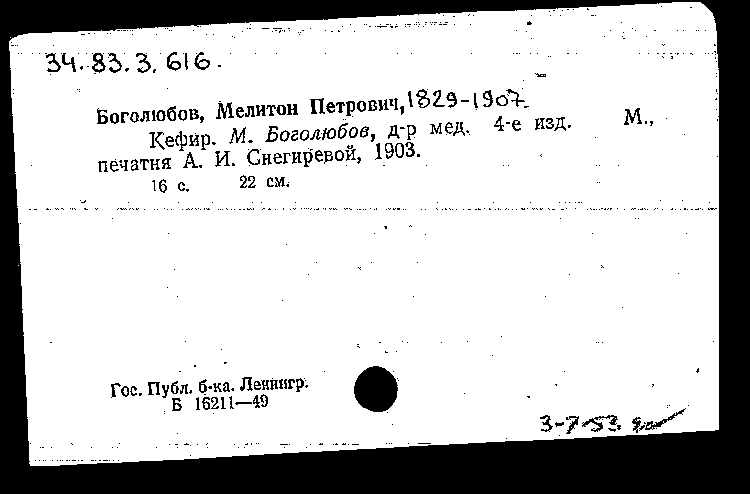 34.83.3.616.
Боголюбов, Мелитон Петрович, 1829-1907
Кефир. М. Боголюбов, д-р мед. 4-е изд. М.,
печатня А. И. Снегиревой, 1903.
16 с. 22 см.
Гос. Публ. б-ка. Ленингр.
Б 16211—49
3-7-53.